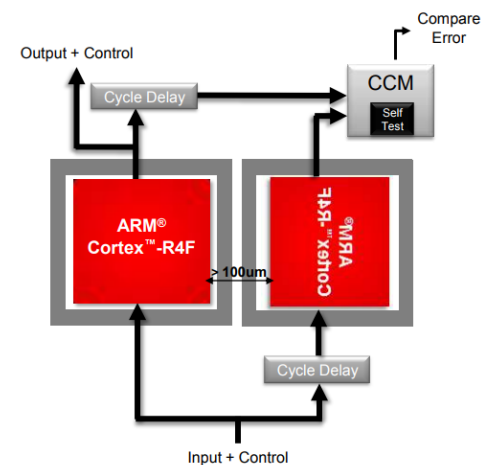 Compare
Error
Output + Control
Cycle Delay
CCM
Self
Test
ARM®
Cortex™-R4F
ARM®
Cortex™-R4F
> 100um
Cycle Delay
Input + Control